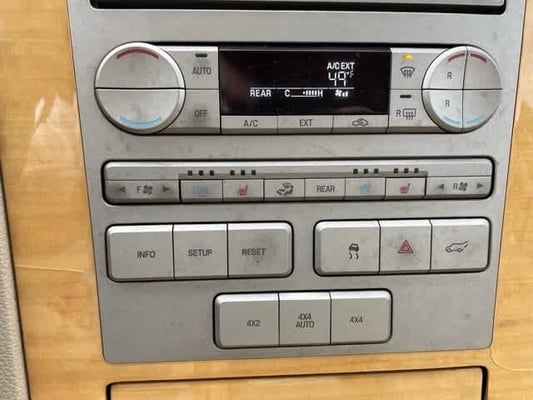 A/C EXT
AUTO 49°F R
REAR C H
OFF R R
A/C EXT
F REAR R
INFO SETUP RESET
4X2 4X4 AUTO 4X4